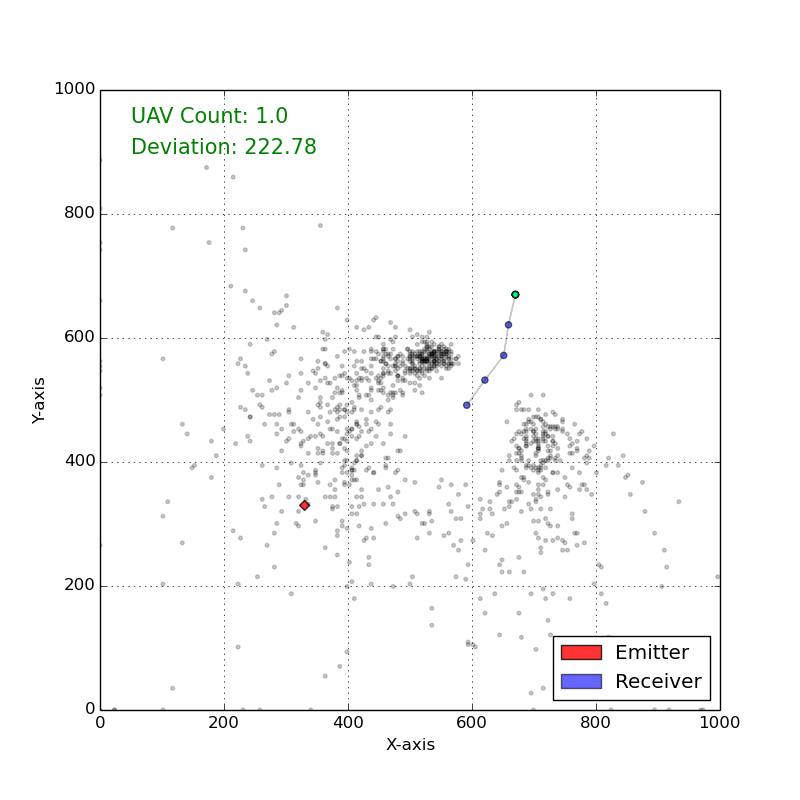 UAV Count: 1.0
Deviation: 222.78
1000
800
600
400
200
0
Y-axis
0 200 400 600 800 1000
X-axis
Emitter
Receiver